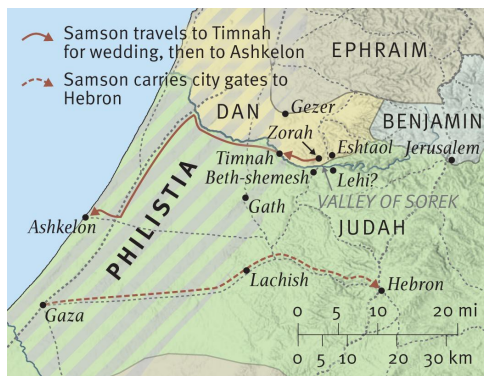 Samson travels to Timnah
for wedding, then to Ashkelon
Samson carries city gates to
Hebron
EPHRAIM
DAN
Gezer
BENJAMIN
Zorah
Eshtaol
Jerusalem
Timnah
Beth-shemesh
Lehi?
VALLEY OF SOREK
PHILISTIA
Gath
JUDAH
Ashkelon
Lachish
Hebron
Gaza
0 5 10 20 mi
0 5 10 20 30 km